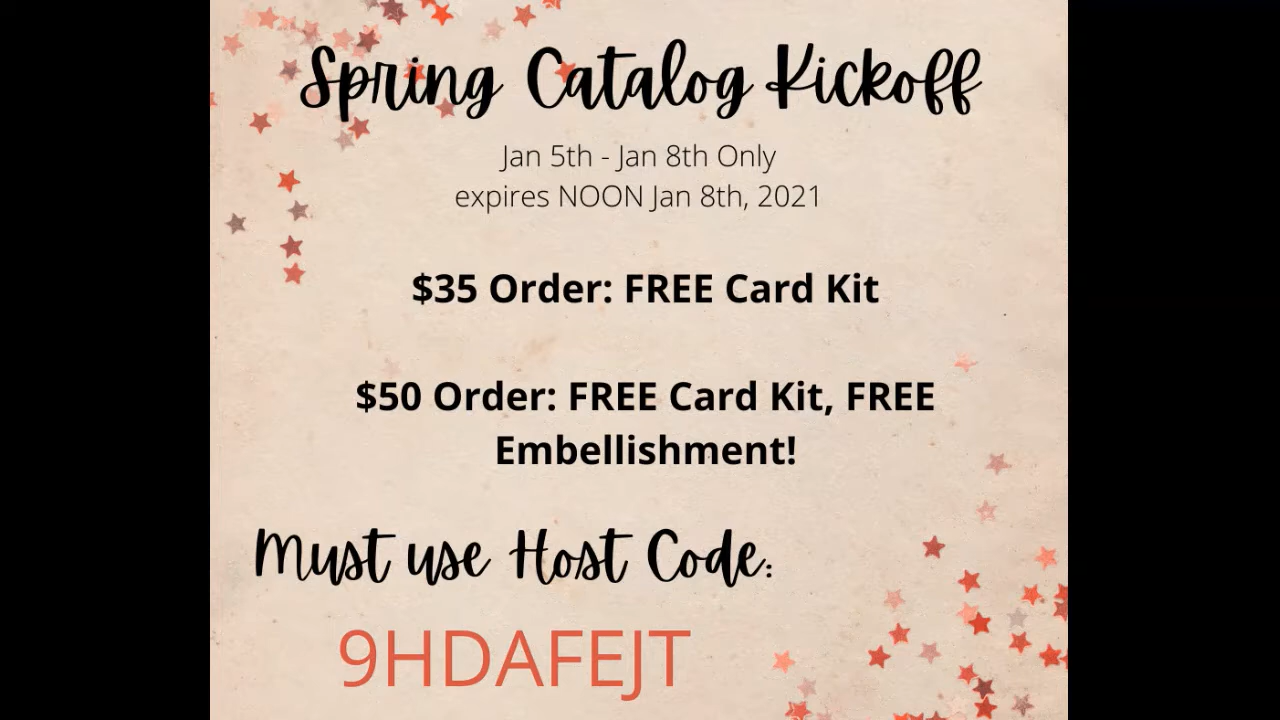 Spring Catalog Kickoff
Jan 5th - Jan 8th Only
expires NOON Jan 8th, 2021
$35 Order: FREE Card Kit
$50 Order: FREE Card Kit, FREE
Embellishment!
Must use Host Code:
9HDAFEJT